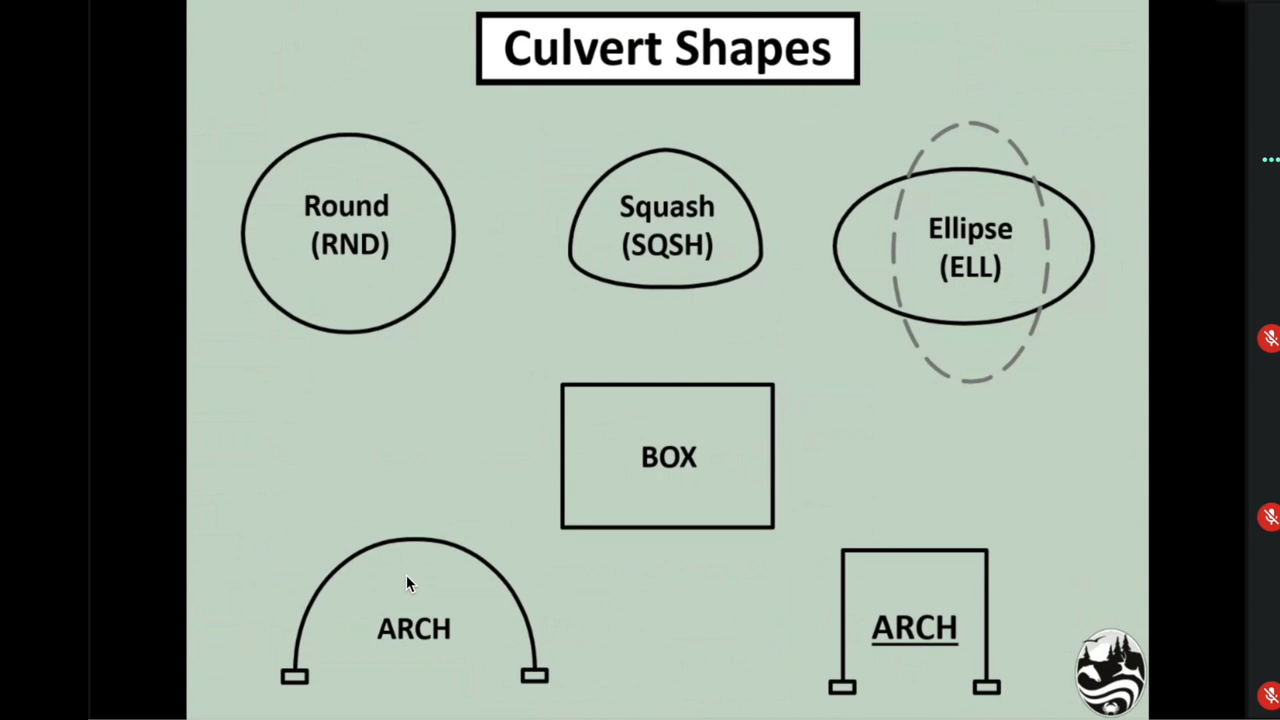 Culvert Shapes
Round
(RND)
Squash
(SQSH)
Ellipse
(ELL)
BOX
ARCH
ARCH